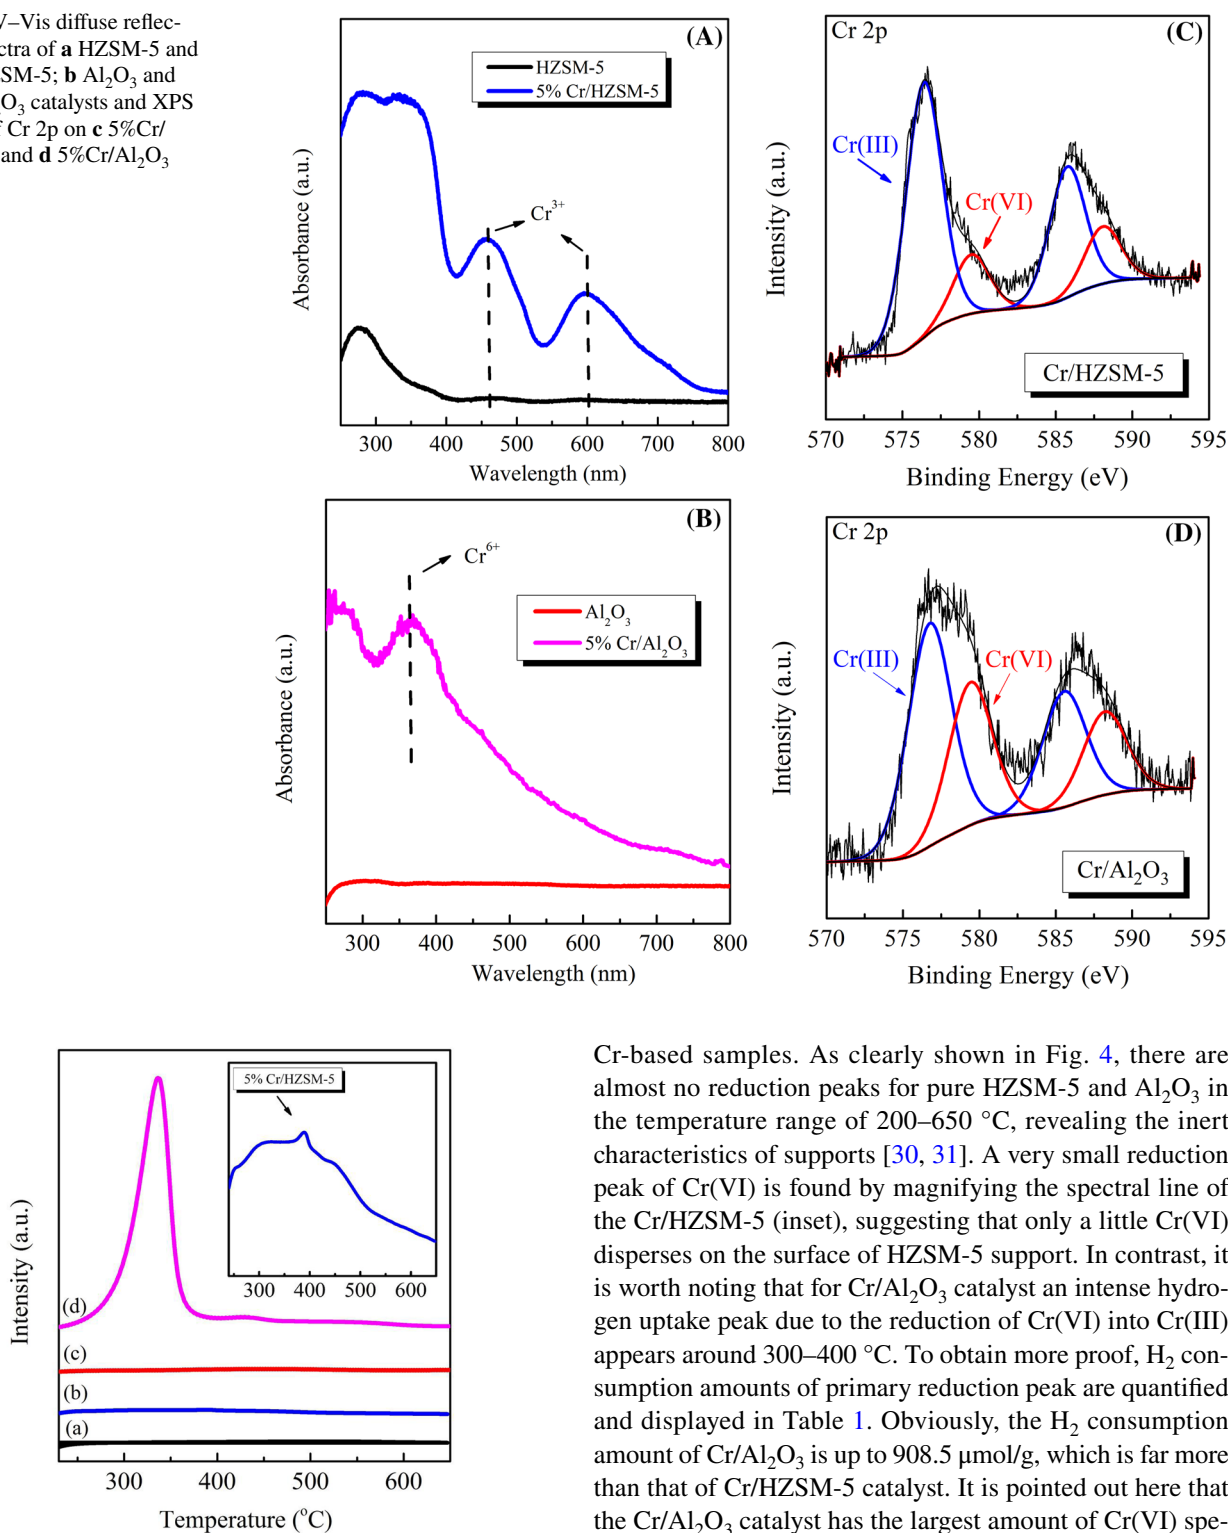 V–Vis diffuse reflec-
ctra of a HZSM-5 and
SM-5; b Al₂O₃ and
O₃ catalysts and XPS
f Cr 2p on c 5%Cr/
and d 5%Cr/Al₂O₃
(A)
HZSM-5
5% Cr/HZSM-5
Cr³⁺
Absorbance (a.u.)
300 400 500 600 700 800
Wavelength (nm)
Cr 2p
(C)
Cr(III)
Cr(VI)
Intensity (a.u.)
Cr/HZSM-5
570 575 580 585 590 595
Binding Energy (eV)
(B)
Cr⁶⁺
Al₂O₃
5% Cr/Al₂O₃
Absorbance (a.u.)
300 400 500 600 700 800
Wavelength (nm)
Cr 2p
(D)
Cr(III)
Cr(VI)
Intensity (a.u.)
Cr/Al₂O₃
570 575 580 585 590 595
Binding Energy (eV)
5% Cr/HZSM-5
300 400 500 600
Intensity (a.u.)
(d)
(c)
(b)
(a)
300 400 500 600
Temperature (°C)
Cr-based samples. As clearly shown in Fig. 4, there are
almost no reduction peaks for pure HZSM-5 and Al₂O₃ in
the temperature range of 200–650 °C, revealing the inert
characteristics of supports [30, 31]. A very small reduction
peak of Cr(VI) is found by magnifying the spectral line of
the Cr/HZSM-5 (inset), suggesting that only a little Cr(VI)
disperses on the surface of HZSM-5 support. In contrast, it
is worth noting that for Cr/Al₂O₃ catalyst an intense hydro-
gen uptake peak due to the reduction of Cr(VI) into Cr(III)
appears around 300–400 °C. To obtain more proof, H₂ con-
sumption amounts of primary reduction peak are quantified
and displayed in Table 1. Obviously, the H₂ consumption
amount of Cr/Al₂O₃ is up to 908.5 μmol/g, which is far more
than that of Cr/HZSM-5 catalyst. It is pointed out here that
the Cr/Al₂O₃ catalyst has the largest amount of Cr(VI) spe-